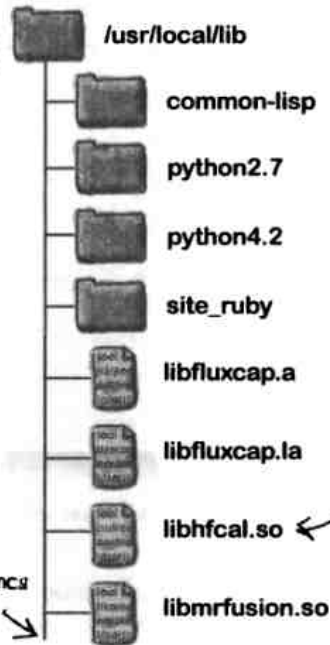 /usr/local/lib
common-lisp
python2.7
python4.2
site_ruby
libfluxcap.a
libfluxcap.la
libhfcal.so
libmrfusion.so